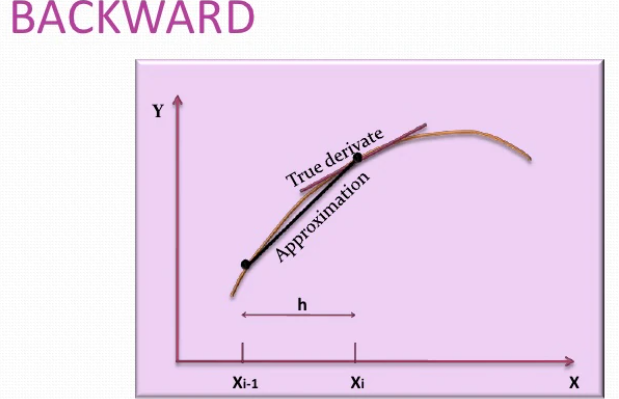 BACKWARD
Y
True derivate
Approximation
h
Xi-1
Xi
X